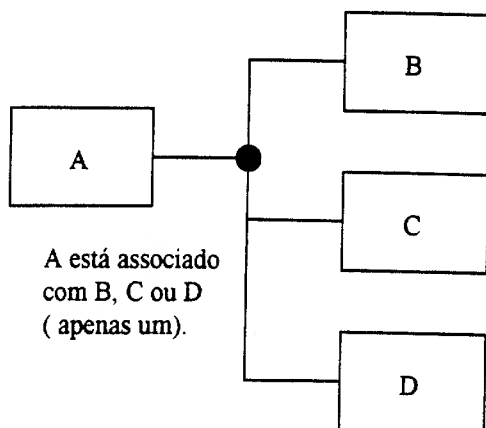 B
A
C
A está associado
com B, C ou D
( apenas um).
D